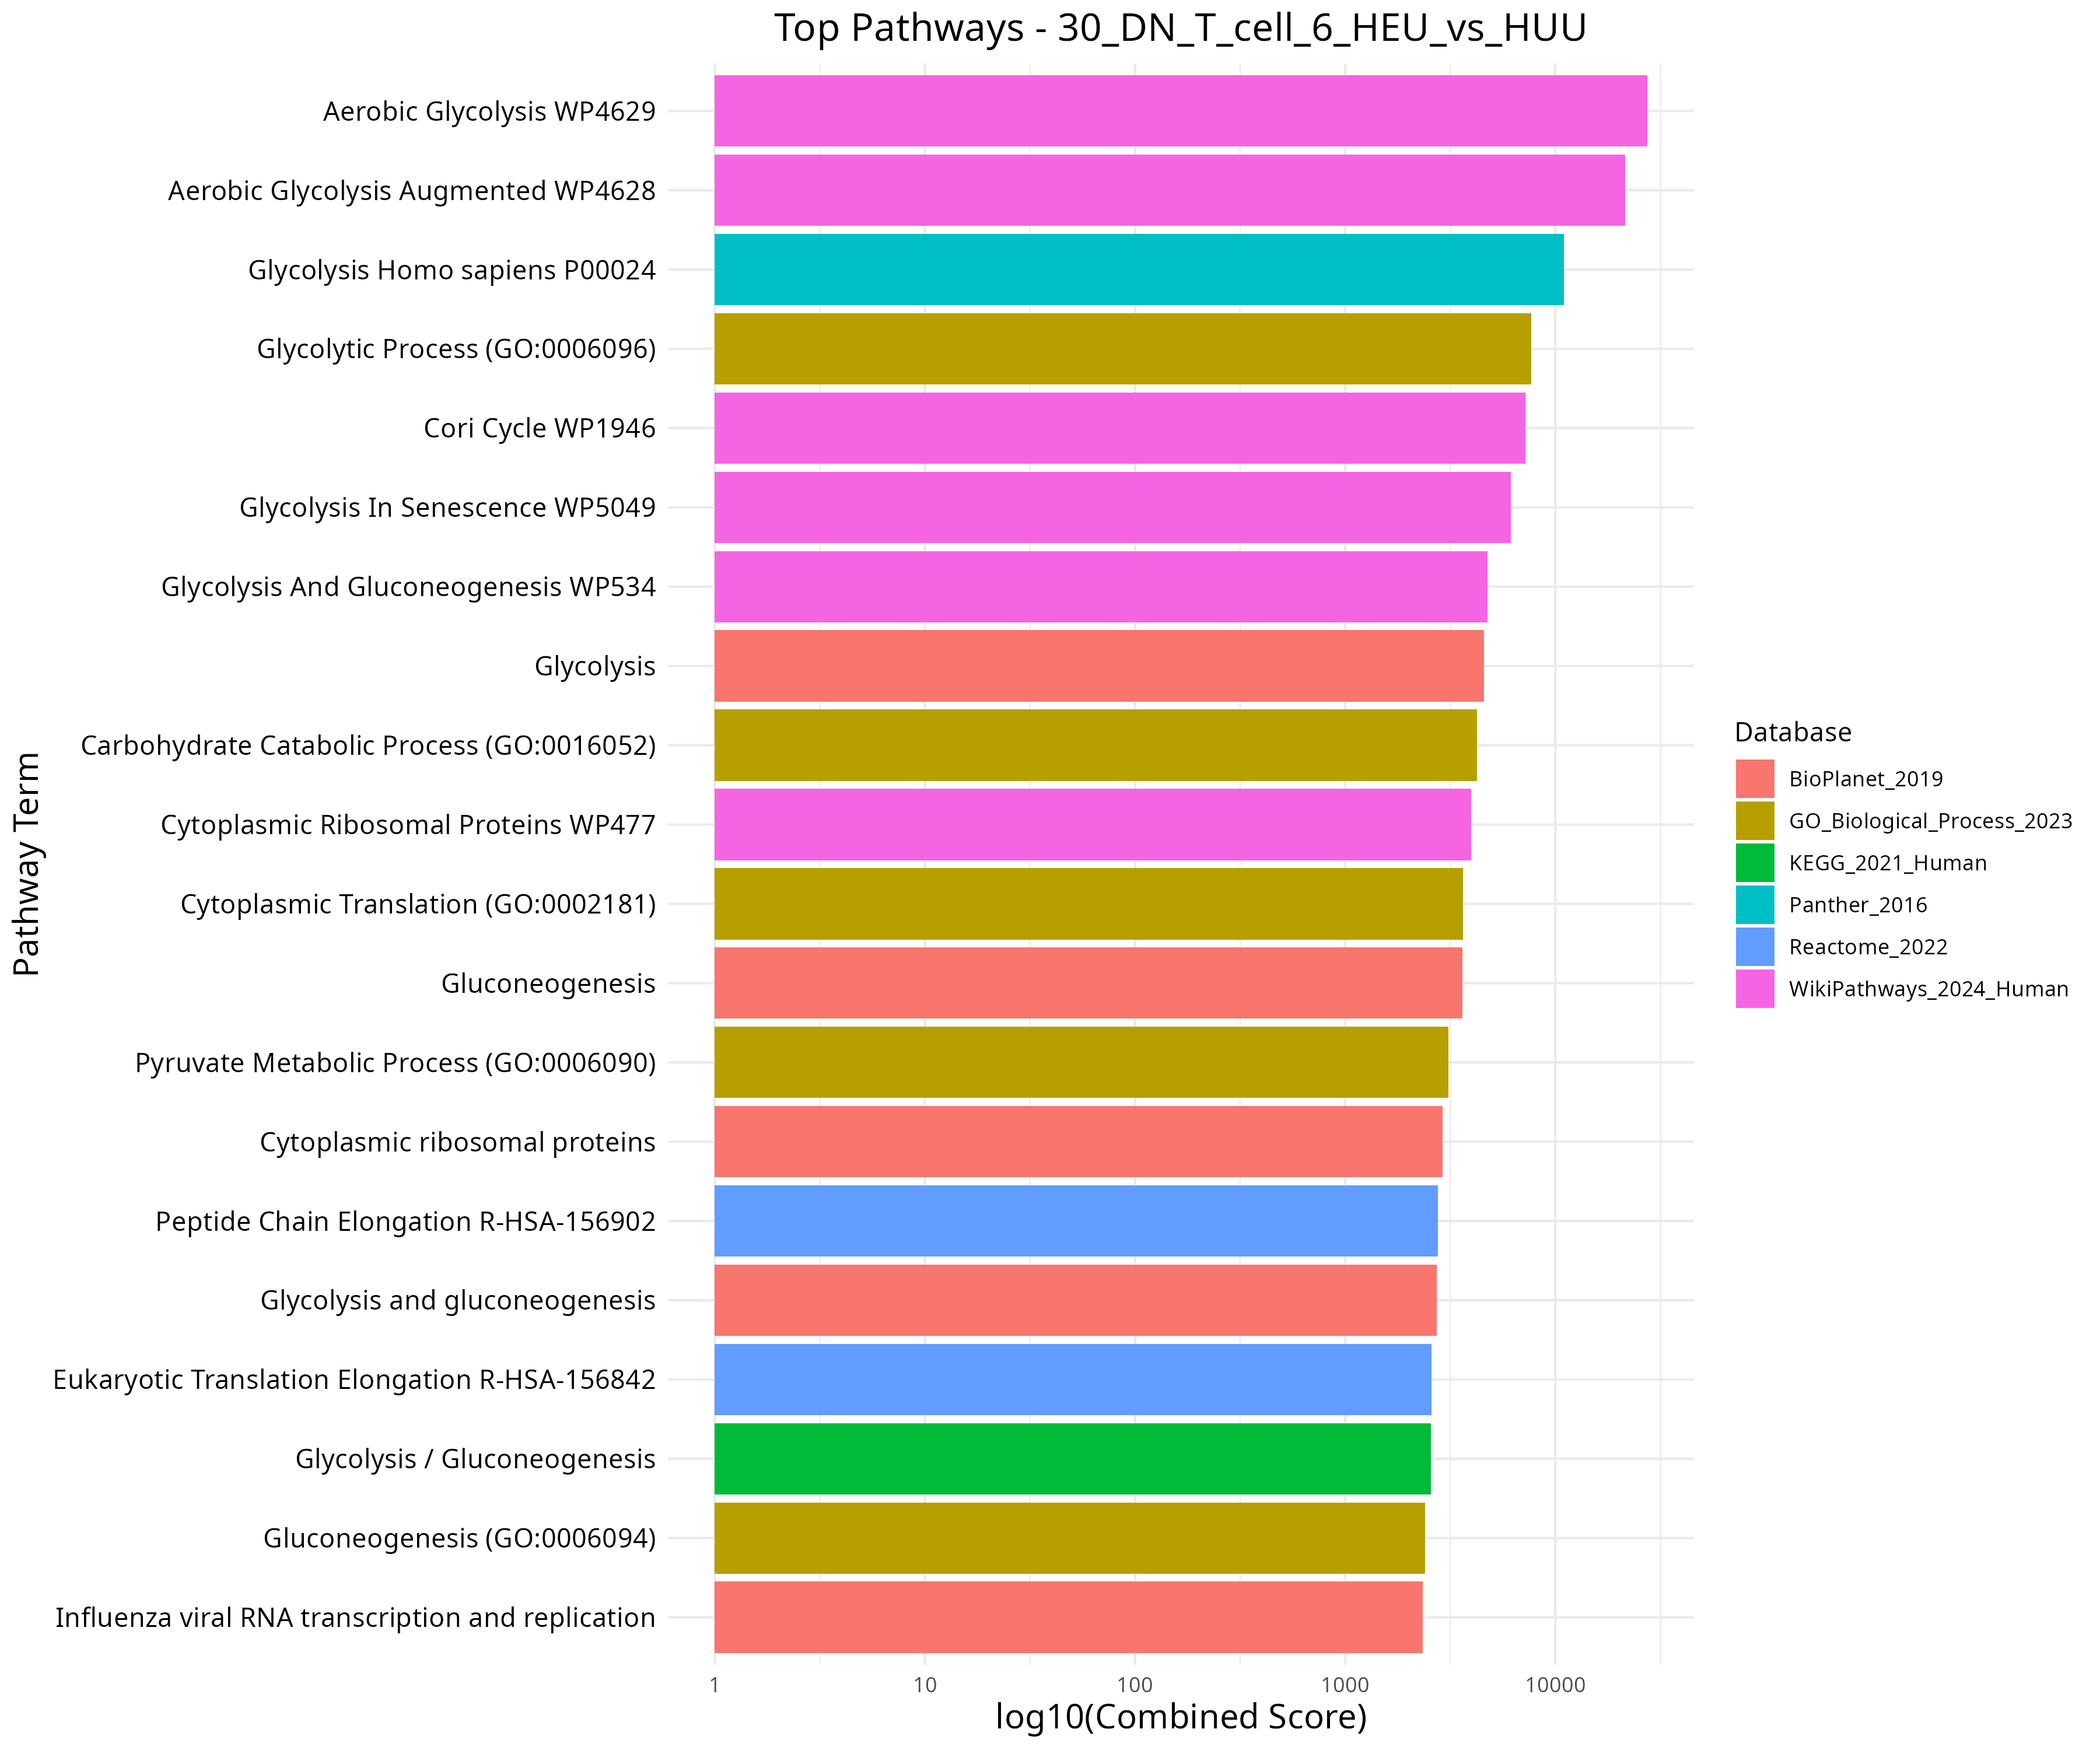 Top Pathways - 30_DN_T_cell_6_HEU_vs_HUU
Pathway Term
Aerobic Glycolysis WP4629
Aerobic Glycolysis Augmented WP4628
Glycolysis Homo sapiens P00024
Glycolytic Process (GO:0006096)
Cori Cycle WP1946
Glycolysis In Senescence WP5049
Glycolysis And Gluconeogenesis WP534
Glycolysis
Carbohydrate Catabolic Process (GO:0016052)
Cytoplasmic Ribosomal Proteins WP477
Cytoplasmic Translation (GO:0002181)
Gluconeogenesis
Pyruvate Metabolic Process (GO:0006090)
Cytoplasmic ribosomal proteins
Peptide Chain Elongation R-HSA-156902
Glycolysis and gluconeogenesis
Eukaryotic Translation Elongation R-HSA-156842
Glycolysis / Gluconeogenesis
Gluconeogenesis (GO:0006094)
Influenza viral RNA transcription and replication
1 10 100 1000 10000
log10(Combined Score)
Database
BioPlanet_2019
GO_Biological_Process_2023
KEGG_2021_Human
Panther_2016
Reactome_2022
WikiPathways_2024_Human